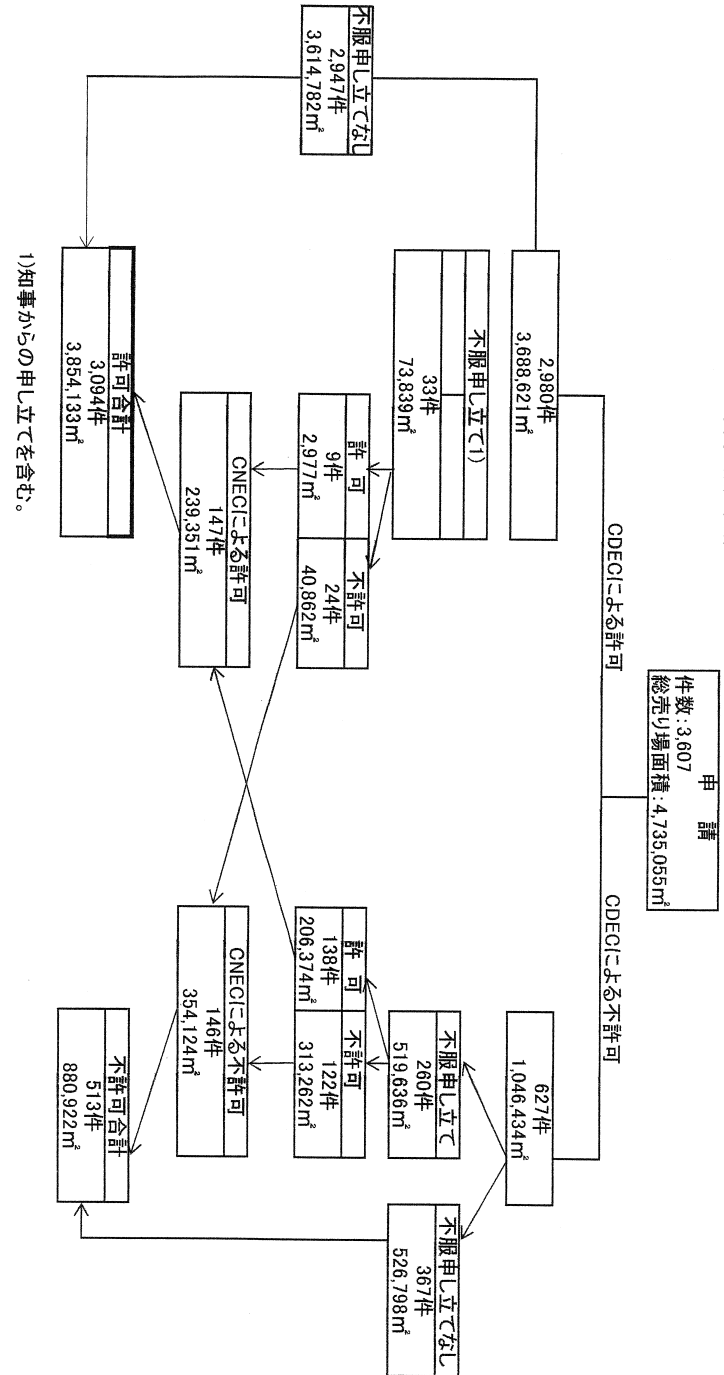 申　請
件数：3,607
総売り場面積：4,735,055㎡
CDECによる許可
CDECによる不許可
2,980件
3,688,621㎡
627件
1,046,434㎡
不服申し立てなし
2,947件
3,614,782㎡
不服申し立て1)
33件
73,839㎡
不服申し立て
260件
519,636㎡
不服申し立てなし
367件
526,798㎡
許　可
9件
2,977㎡
不許可
24件
40,862㎡
許　可
138件
206,374㎡
不許可
122件
313,262㎡
CNECによる許可
147件
239,351㎡
CNECによる不許可
146件
354,124㎡
許可合計
3,094件
3,854,133㎡
不許可合計
513件
880,922㎡
1)知事からの申し立てを含む。